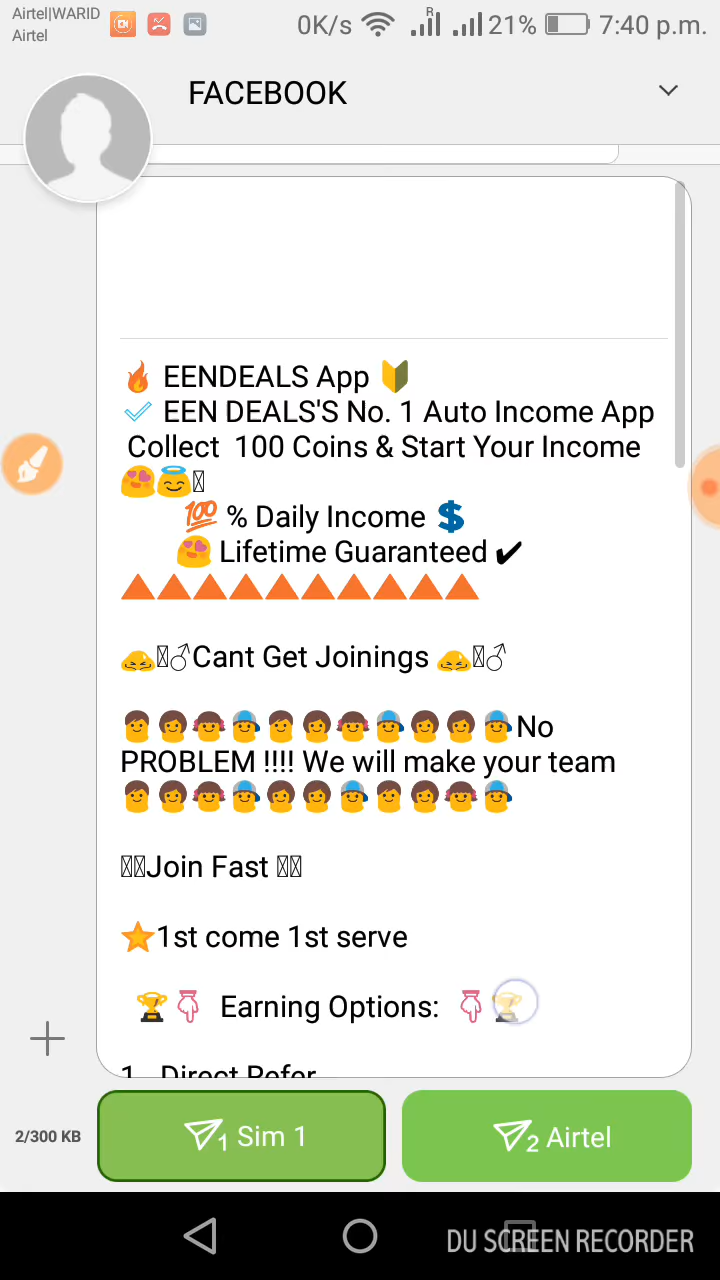 Airtel|WARID
Airtel
0K/s R 21% 7:40 p.m.
FACEBOOK
🔥 EENDEALS App 🔰
✓ EEN DEALS'S No. 1 Auto Income App
Collect 100 Coins & Start Your Income
😍😇
💯 % Daily Income 💲
😍 Lifetime Guaranteed ✔
🙇♂Cant Get Joinings 🙇♂
No
PROBLEM !!!! We will make your team
Join Fast
⭐1st come 1st serve
🏆👇 Earning Options: 👇🏆
1. Direct Refer
2/300 KB
1 Sim 1
2 Airtel
DU SCREEN RECORDER